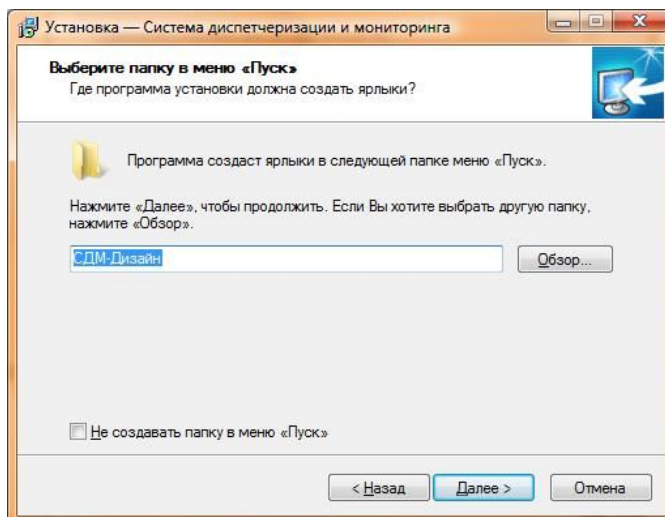 Установка — Система диспетчеризации и мониторинга
Выберите папку в меню «Пуск»
Где программа установки должна создать ярлыки?
Программа создаст ярлыки в следующей папке меню «Пуск».
Нажмите «Далее», чтобы продолжить. Если Вы хотите выбрать другую папку,
нажмите «Обзор».
СДМ-Дизайн
Обзор...
Не создавать папку в меню «Пуск»
< Назад
Далее >
Отмена